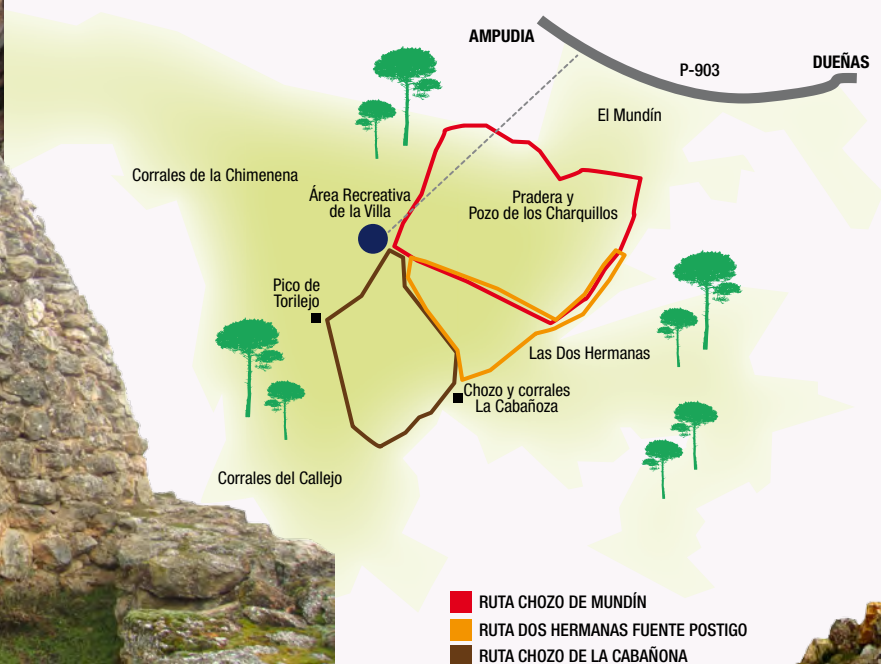 AMPUDIA
P-903
DUEÑAS
El Mundín
Corrales de la Chimenena
Área Recreativa
de la Villa
Pradera y
Pozo de los Charquillos
Pico de
Torilejo
Las Dos Hermanas
Chozo y corrales
La Cabañoza
Corrales del Callejo
RUTA CHOZO DE MUNDÍN
RUTA DOS HERMANAS FUENTE POSTIGO
RUTA CHOZO DE LA CABAÑONA